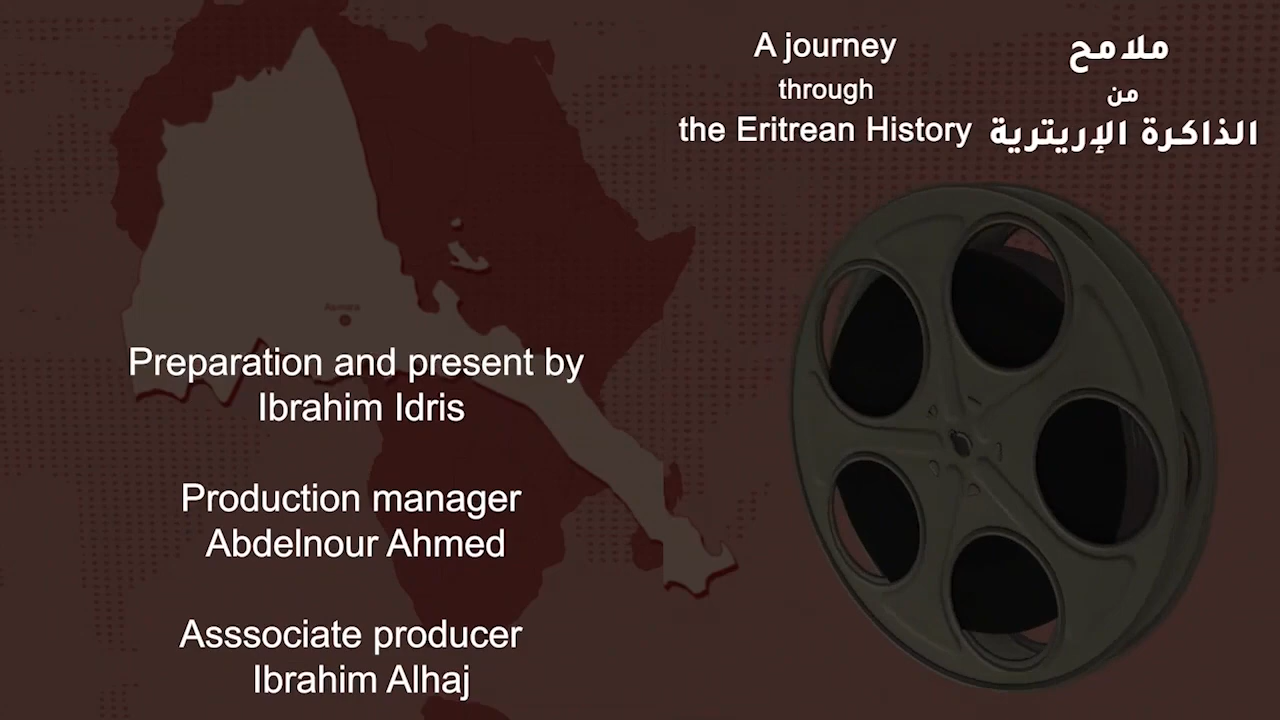 A journey
through
the Eritrean History
ملامح
من
الذاكرة الإريترية
Asmara
Preparation and present by
Ibrahim Idris
Production manager
Abdelnour Ahmed
Asssociate producer
Ibrahim Alhaj